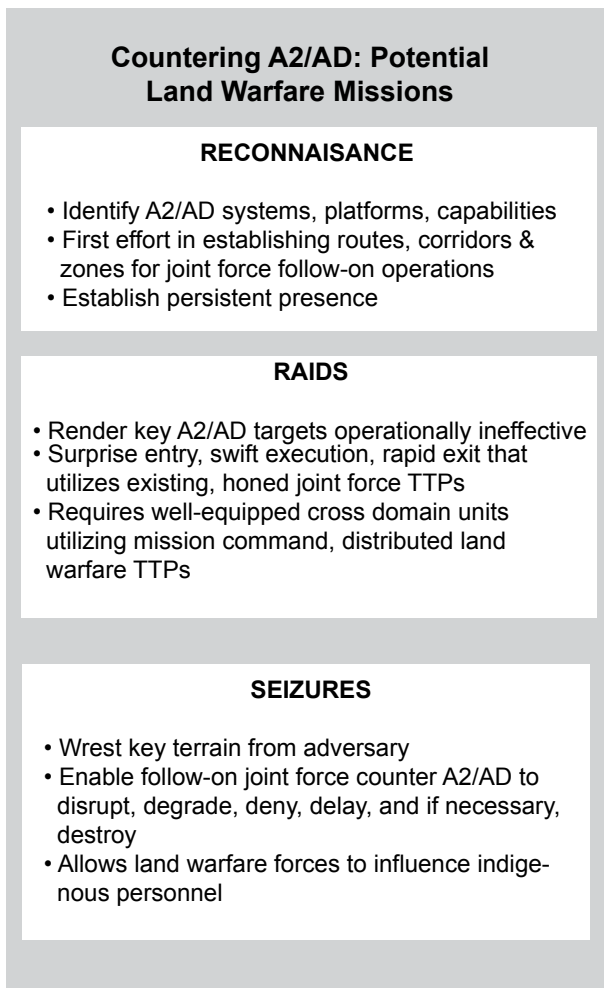 Countering A2/AD: Potential
Land Warfare Missions
RECONNAISANCE
• Identify A2/AD systems, platforms, capabilities
• First effort in establishing routes, corridors &
zones for joint force follow-on operations
• Establish persistent presence
RAIDS
• Render key A2/AD targets operationally ineffective
• Surprise entry, swift execution, rapid exit that
utilizes existing, honed joint force TTPs
• Requires well-equipped cross domain units
utilizing mission command, distributed land
warfare TTPs
SEIZURES
• Wrest key terrain from adversary
• Enable follow-on joint force counter A2/AD to
disrupt, degrade, deny, delay, and if necessary,
destroy
• Allows land warfare forces to influence indige-
nous personnel